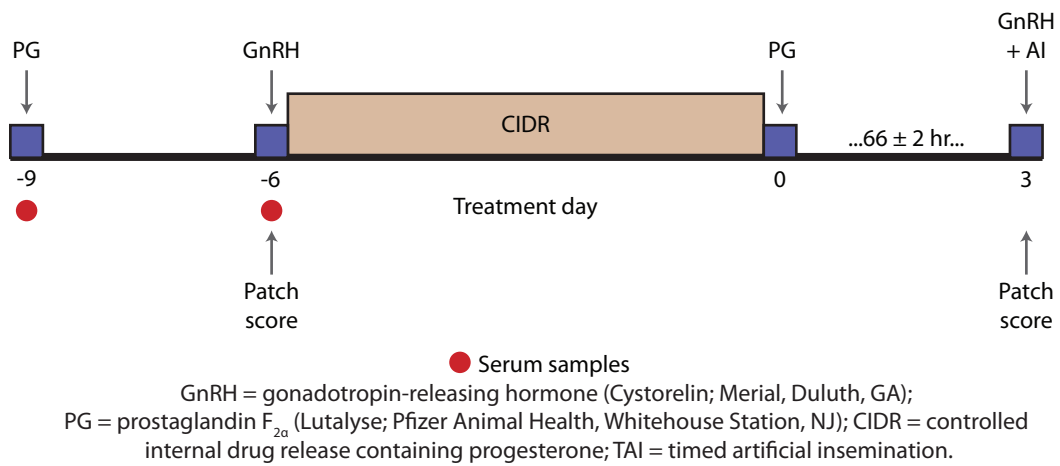 GnRH
PG GnRH PG + AI
CIDR
...66 ± 2 hr...
-9 -6 0 3
Treatment day
Patch Patch
score score
Serum samples
GnRH = gonadotropin-releasing hormone (Cystorelin; Merial, Duluth, GA);
PG = prostaglandin F2α (Lutalyse; Pfizer Animal Health, Whitehouse Station, NJ); CIDR = controlled
internal drug release containing progesterone; TAI = timed artificial insemination.